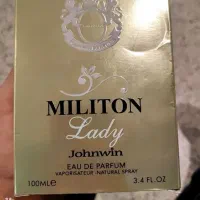 MILITON
Lady
Johnwin
EAU DE PARFUM
VAPORISATEUR - NATURAL SPRAY
100ML℮ 3.4 FL.OZ